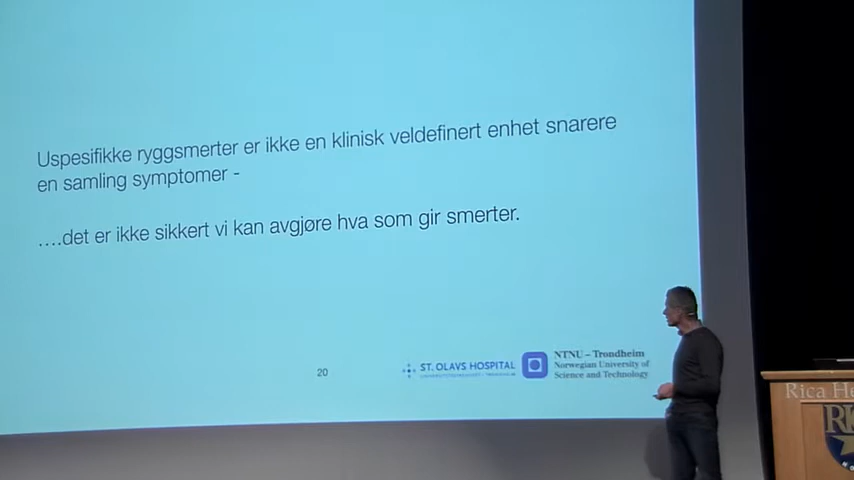 Uspesifikke ryggsmerter er ikke en klinisk veldefinert enhet snarere
en samling symptomer -
....det er ikke sikkert vi kan avgjøre hva som gir smerter.
20
ST. OLAVS HOSPITAL
NTNU – Trondheim
Norwegian University of
Science and Technology
Rica